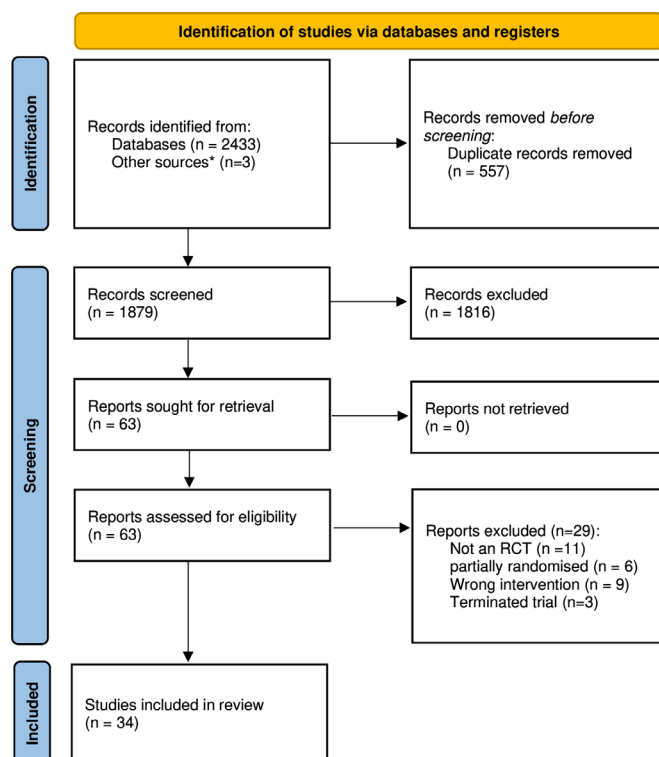 Identification of studies via databases and registers
Identification
Records identified from:
Databases (n = 2433)
Other sources* (n=3)
Records removed before
screening:
Duplicate records removed
(n = 557)
Screening
Records screened
(n = 1879)
Records excluded
(n = 1816)
Reports sought for retrieval
(n = 63)
Reports not retrieved
(n = 0)
Reports assessed for eligibility
(n = 63)
Reports excluded (n=29):
Not an RCT (n =11)
partially randomised (n = 6)
Wrong intervention (n = 9)
Terminated trial (n=3)
Included
Studies included in review
(n = 34)